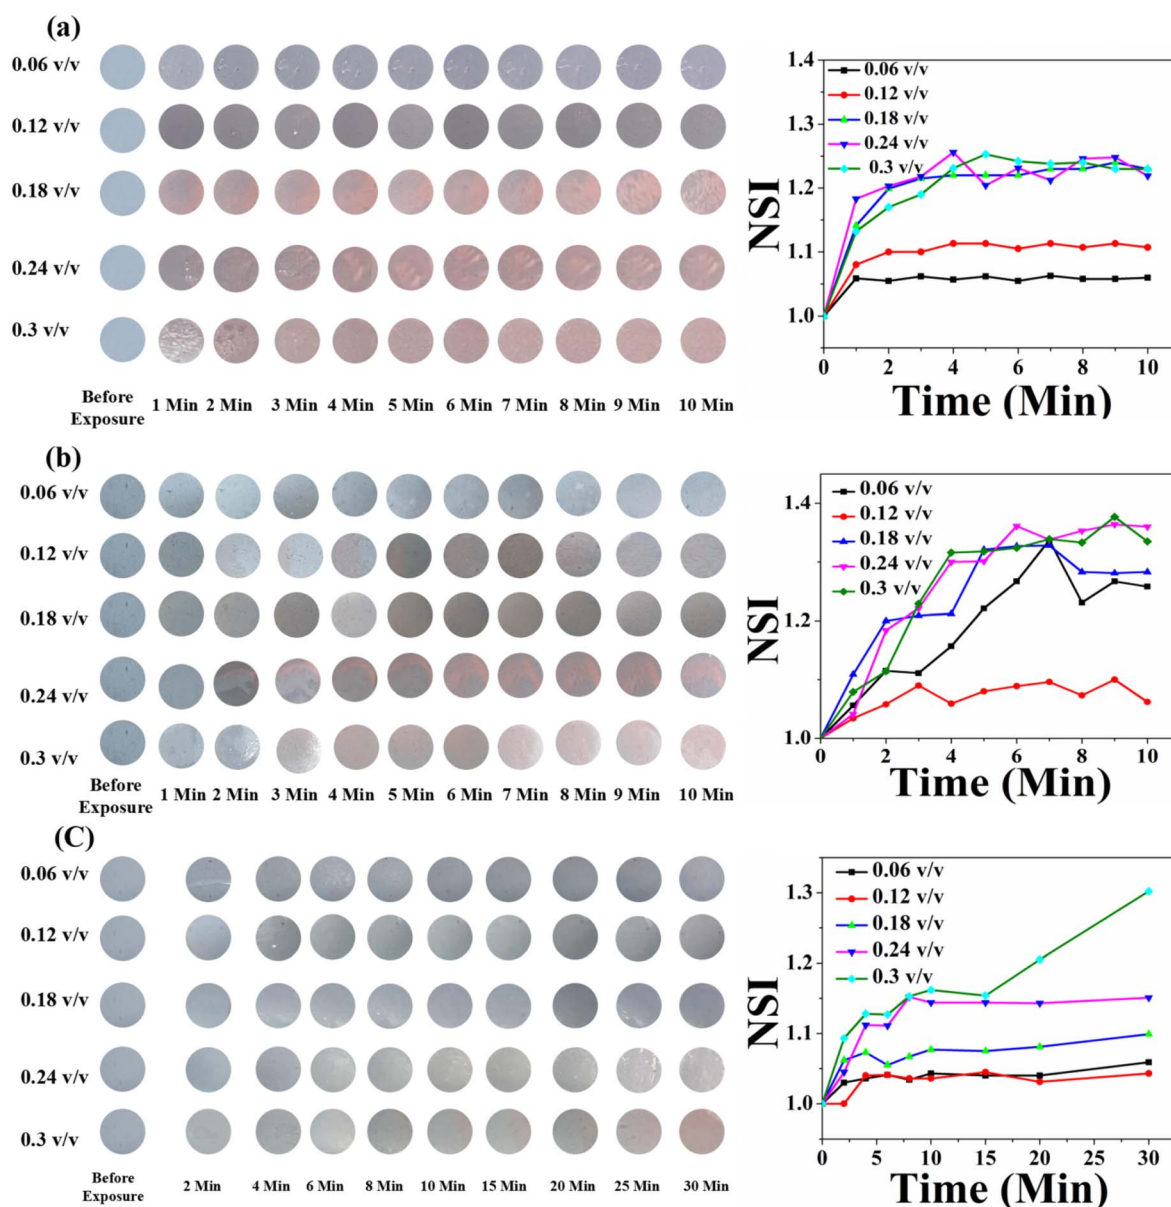 (a)
0.06 v/v
0.12 v/v
0.18 v/v
0.24 v/v
0.3 v/v
Before
Exposure
1 Min 2 Min 3 Min 4 Min 5 Min 6 Min 7 Min 8 Min 9 Min 10 Min
NSI
1.4
1.3
1.2
1.1
1.0
0.06 v/v
0.12 v/v
0.18 v/v
0.24 v/v
0.3 v/v
0 2 4 6 8 10
Time (Min)
(b)
0.06 v/v
0.12 v/v
0.18 v/v
0.24 v/v
0.3 v/v
Before
Exposure
1 Min 2 Min 3 Min 4 Min 5 Min 6 Min 7 Min 8 Min 9 Min 10 Min
NSI
1.4
1.2
1.0
0.06 v/v
0.12 v/v
0.18 v/v
0.24 v/v
0.3 v/v
0 2 4 6 8 10
Time (Min)
(C)
0.06 v/v
0.12 v/v
0.18 v/v
0.24 v/v
0.3 v/v
Before
Exposure
2 Min 4 Min 6 Min 8 Min 10 Min 15 Min 20 Min 25 Min 30 Min
NSI
1.3
1.2
1.1
1.0
0.06 v/v
0.12 v/v
0.18 v/v
0.24 v/v
0.3 v/v
0 5 10 15 20 25 30
Time (Min)